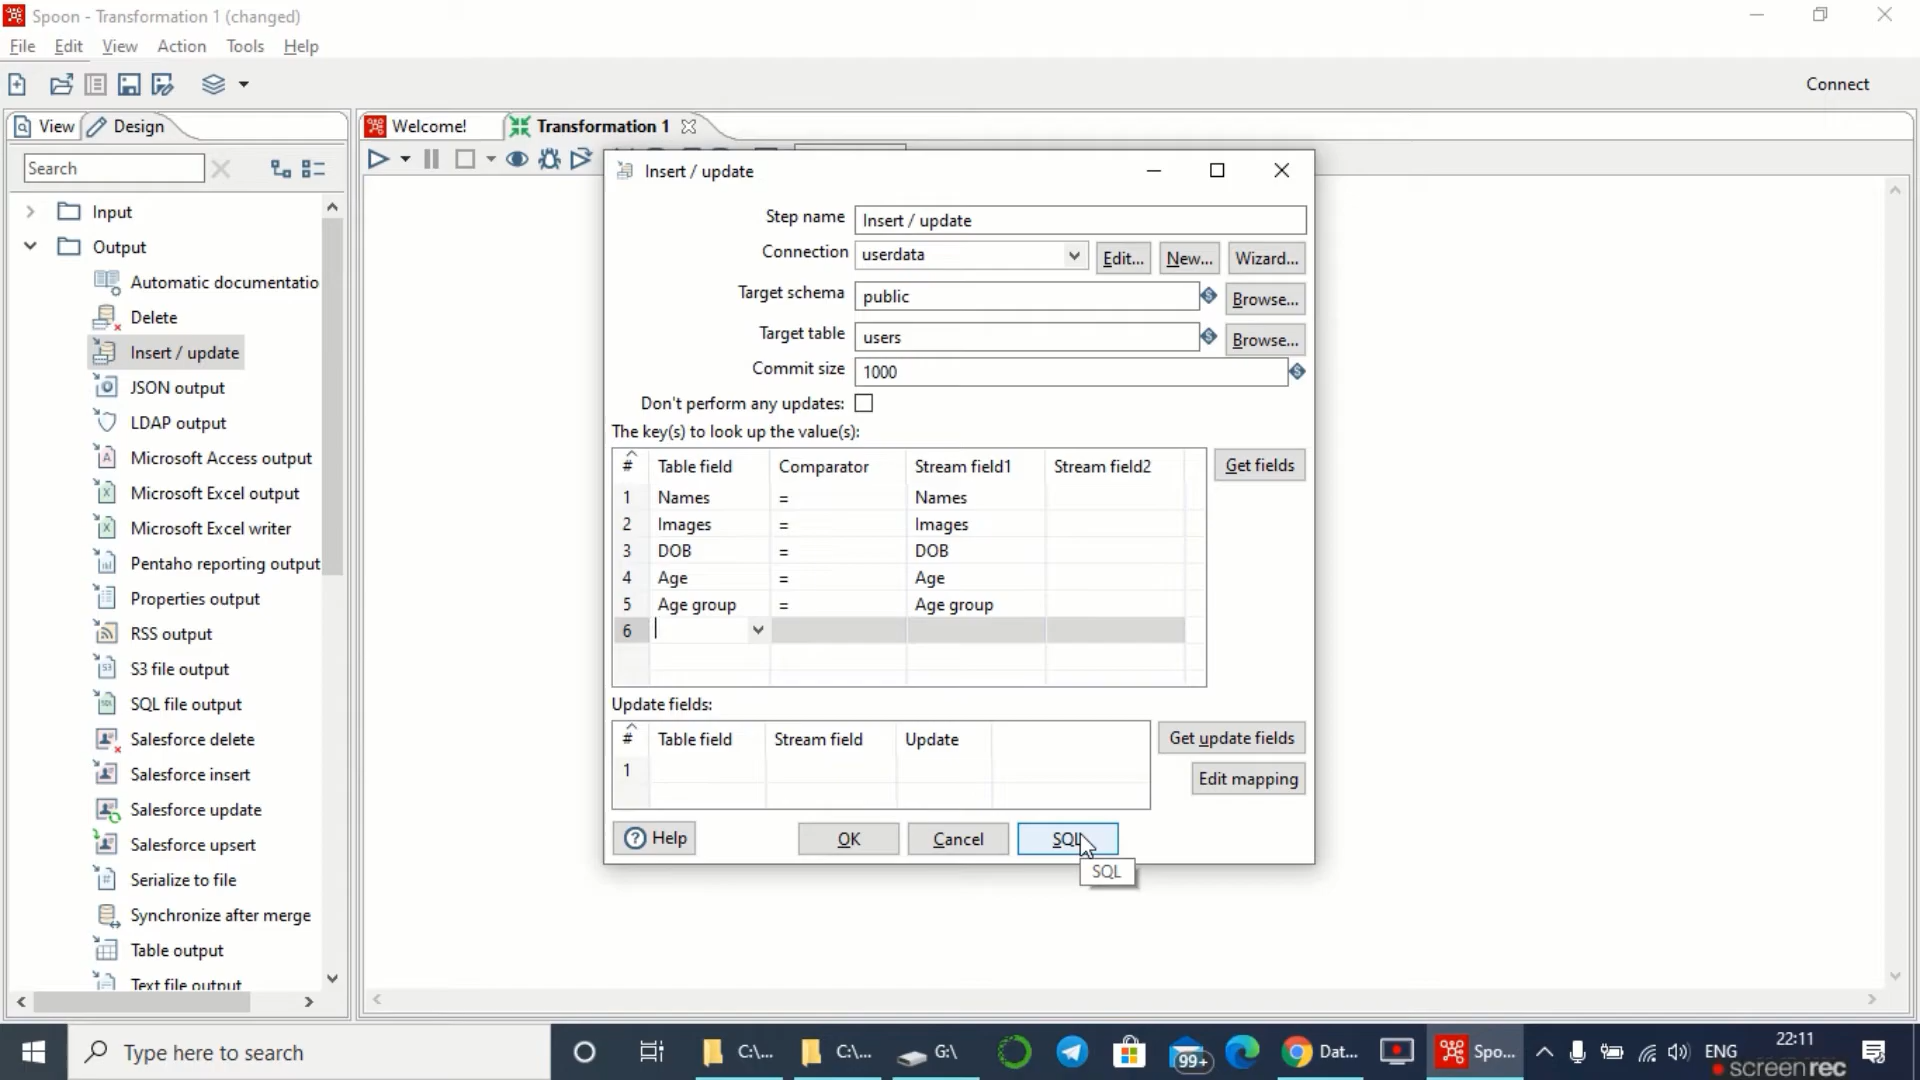 Spoon - Transformation 1 (changed)
File Edit View Action Tools Help
Connect
View Design
Welcome! Transformation 1
Search
Input
Output
Automatic documentatio
Delete
Insert / update
JSON output
LDAP output
Microsoft Access output
Microsoft Excel output
Microsoft Excel writer
Pentaho reporting output
Properties output
RSS output
S3 file output
SQL file output
Salesforce delete
Salesforce insert
Salesforce update
Salesforce upsert
Serialize to file
Synchronize after merge
Table output
Text file output
Insert / update
Step name Insert / update
Connection userdata Edit... New... Wizard...
Target schema public Browse...
Target table users Browse...
Commit size 1000
Don't perform any updates:
The key(s) to look up the value(s):
# Table field Comparator Stream field1 Stream field2 Get fields
1 Names = Names
2 Images = Images
3 DOB = DOB
4 Age = Age
5 Age group = Age group
6
Update fields:
# Table field Stream field Update Get update fields
1 Edit mapping
Help OK Cancel SQL
SQL
Type here to search
C:\... C:\... G:\ 99+ Dat... Spo... ENG 22:11
screenrec